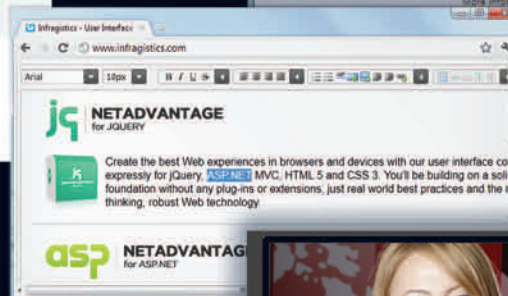 Infragistics - User Interface
www.infragistics.com
Arial
10px
B I U S
jq
NETADVANTAGE
for JQUERY
Create the best Web experiences in browsers and devices with our user interface co
expressly for jQuery, ASP.NET MVC, HTML 5 and CSS 3. You'll be building on a soli
foundation without any plug-ins or extensions, just real world best practices and the
thinking, robust Web technology
asp
NETADVANTAG
for ASP.NET